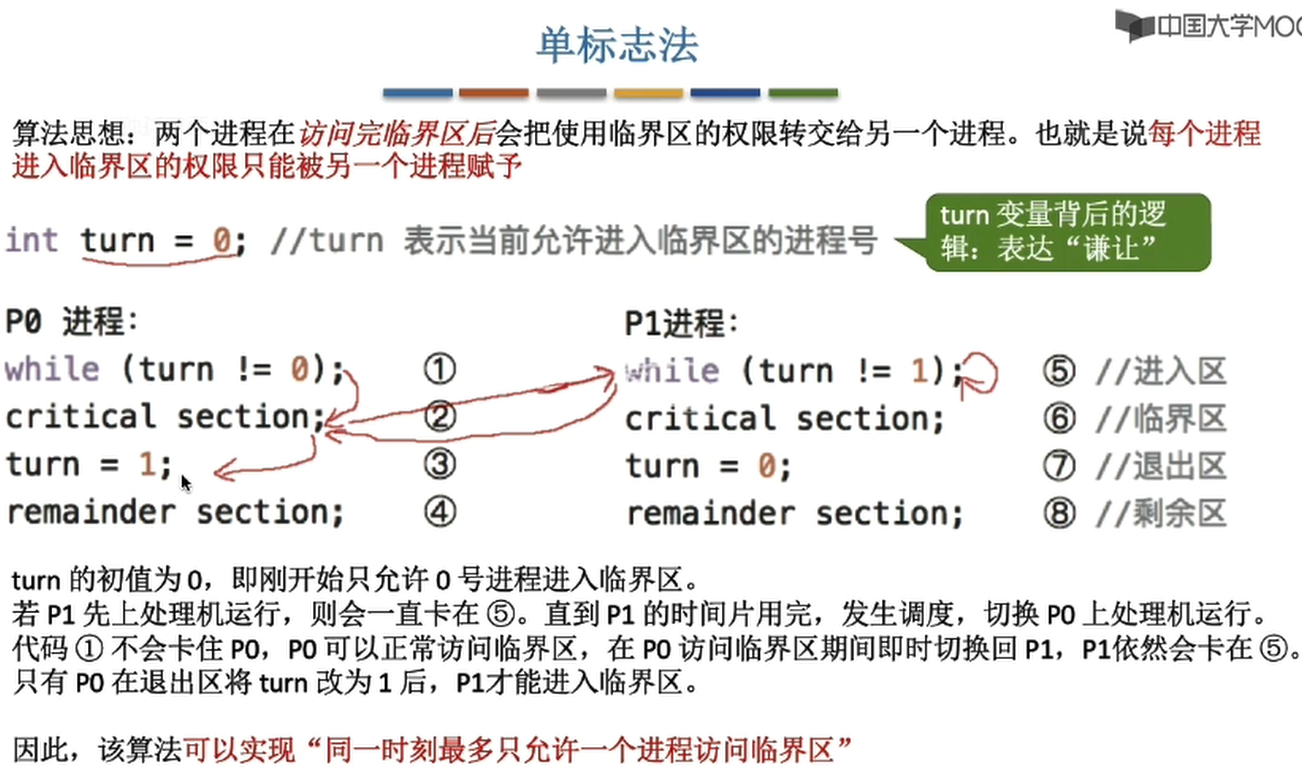 单标志法
中国大学MOO
算法思想：两个进程在访问完临界区后会把使用临界区的权限转交给另一个进程。也就是说每个进程
进入临界区的权限只能被另一个进程赋予
int turn = 0; //turn 表示当前允许进入临界区的进程号
turn 变量背后的逻
辑：表达“谦让”
P0 进程：
while (turn != 0); ①
critical section; ②
turn = 1; ③
remainder section; ④
P1进程：
while (turn != 1); ⑤ //进入区
critical section; ⑥ //临界区
turn = 0; ⑦ //退出区
remainder section; ⑧ //剩余区
turn 的初值为 0，即刚开始只允许 0 号进程进入临界区。
若 P1 先上处理机运行，则会一直卡在 ⑤。直到 P1 的时间片用完，发生调度，切换 P0 上处理机运行。
代码 ① 不会卡住 P0，P0 可以正常访问临界区，在 P0 访问临界区期间即时切换回 P1，P1依然会卡在 ⑤。
只有 P0 在退出区将 turn 改为 1 后，P1才能进入临界区。
因此，该算法可以实现“同一时刻最多只允许一个进程访问临界区”